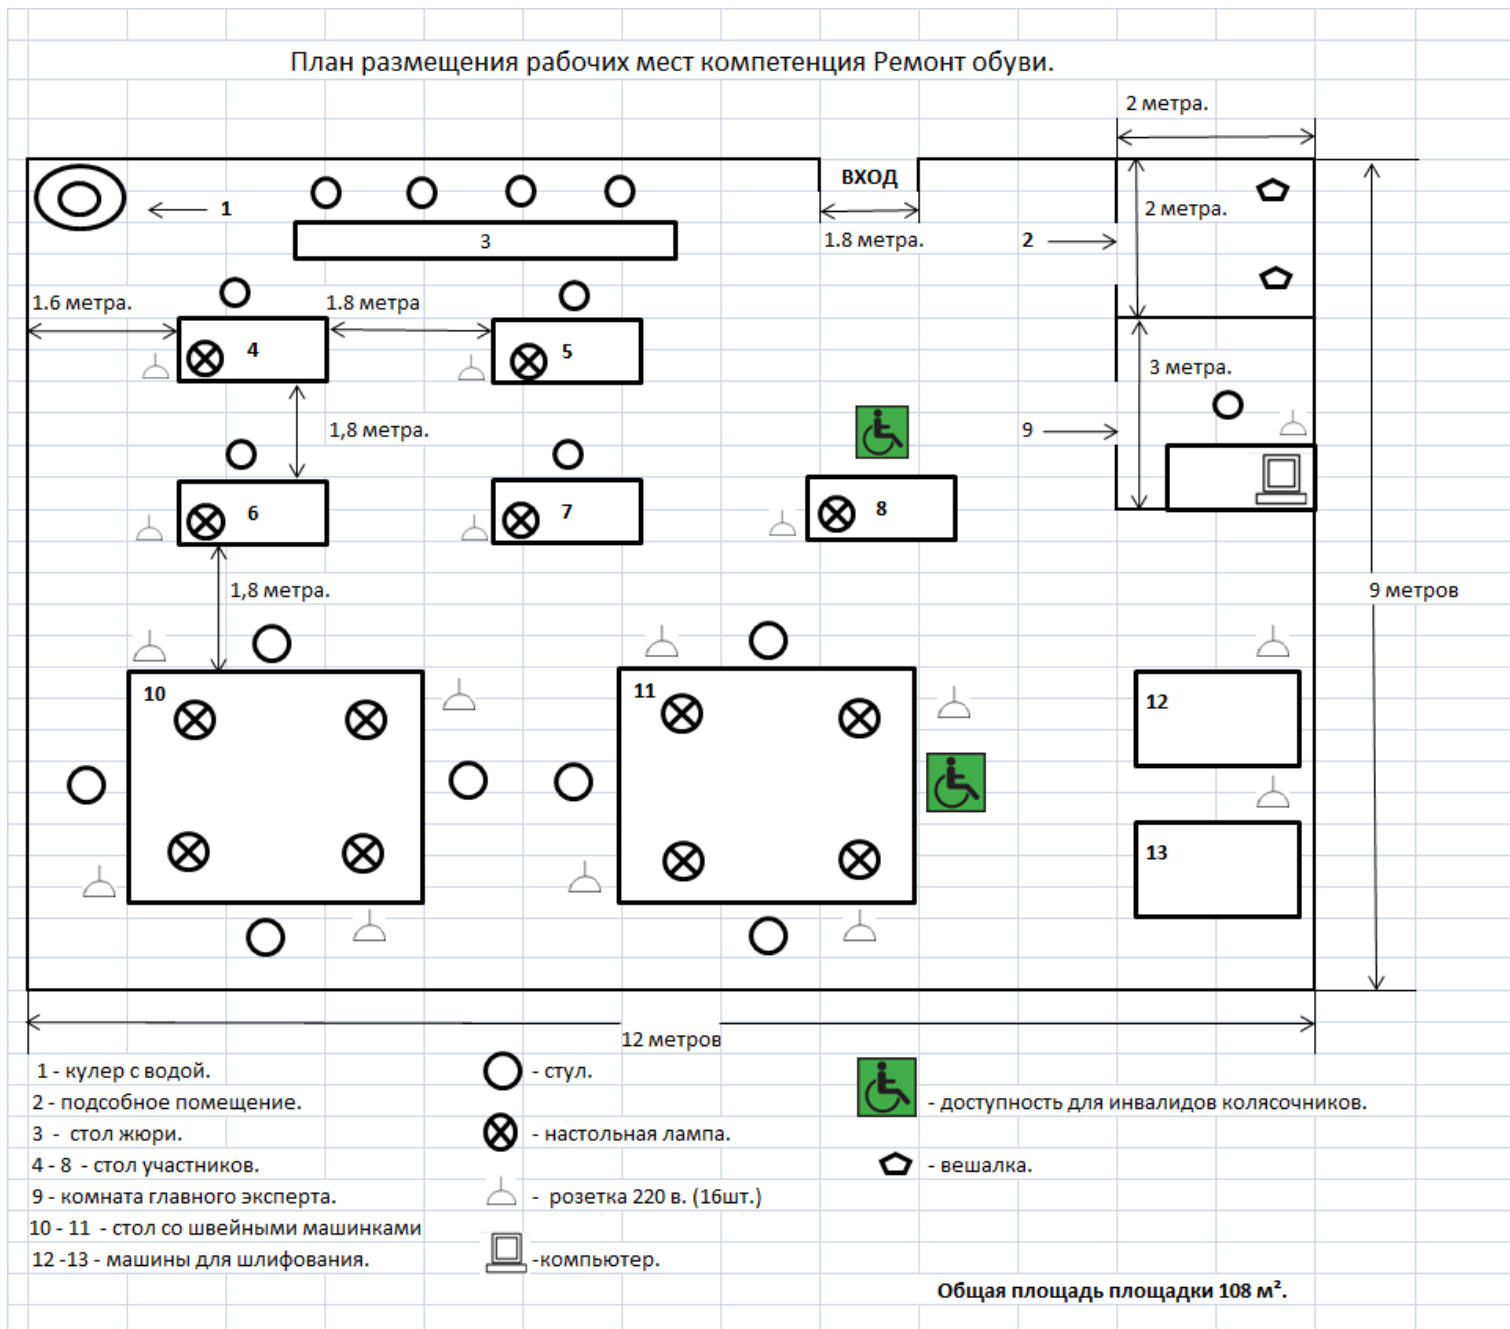 План размещения рабочих мест компетенция Ремонт обуви.
2 метра.
ВХОД
1
2 метра.
3
1.8 метра.
2
1.6 метра.
1.8 метра
4
5
3 метра.
1,8 метра.
9
6
7
8
1,8 метра.
9 метров
10
11
12
13
12 метров
1 - кулер с водой.
- стул.
2 - подсобное помещение.
- доступность для инвалидов колясочников.
3 - стол жюри.
- настольная лампа.
4 - 8 - стол участников.
- вешалка.
9 - комната главного эксперта.
- розетка 220 в. (16шт.)
10 - 11 - стол со швейными машинками
12 -13 - машины для шлифования.
-компьютер.
Общая площадь площадки 108 м².